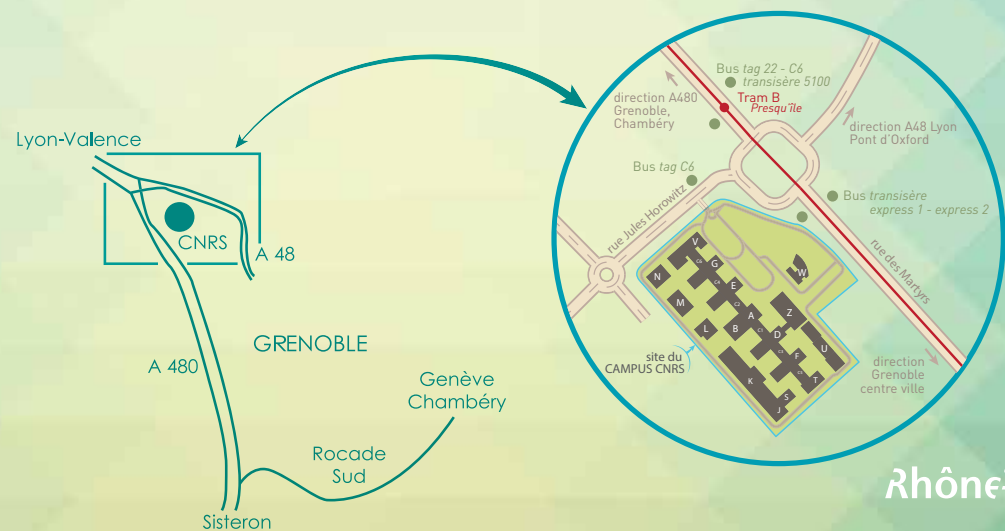 Lyon-Valence
CNRS
A 48
GRENOBLE
A 480
Genève
Chambéry
Rocade
Sud
Sisteron
Bus tag 22 - C6
transisère 5100
Tram B
Presqu'île
direction A480
Grenoble,
Chambéry
direction A48 Lyon
Pont d'Oxford
Bus tag C6
Bus transisère
express 1 - express 2
rue Jules Horowitz
rue des Martyrs
V
G
N
E
W
M
A
Z
L
B
D
U
F
K
T
S
J
site du
CAMPUS CNRS
direction
Grenoble
centre ville